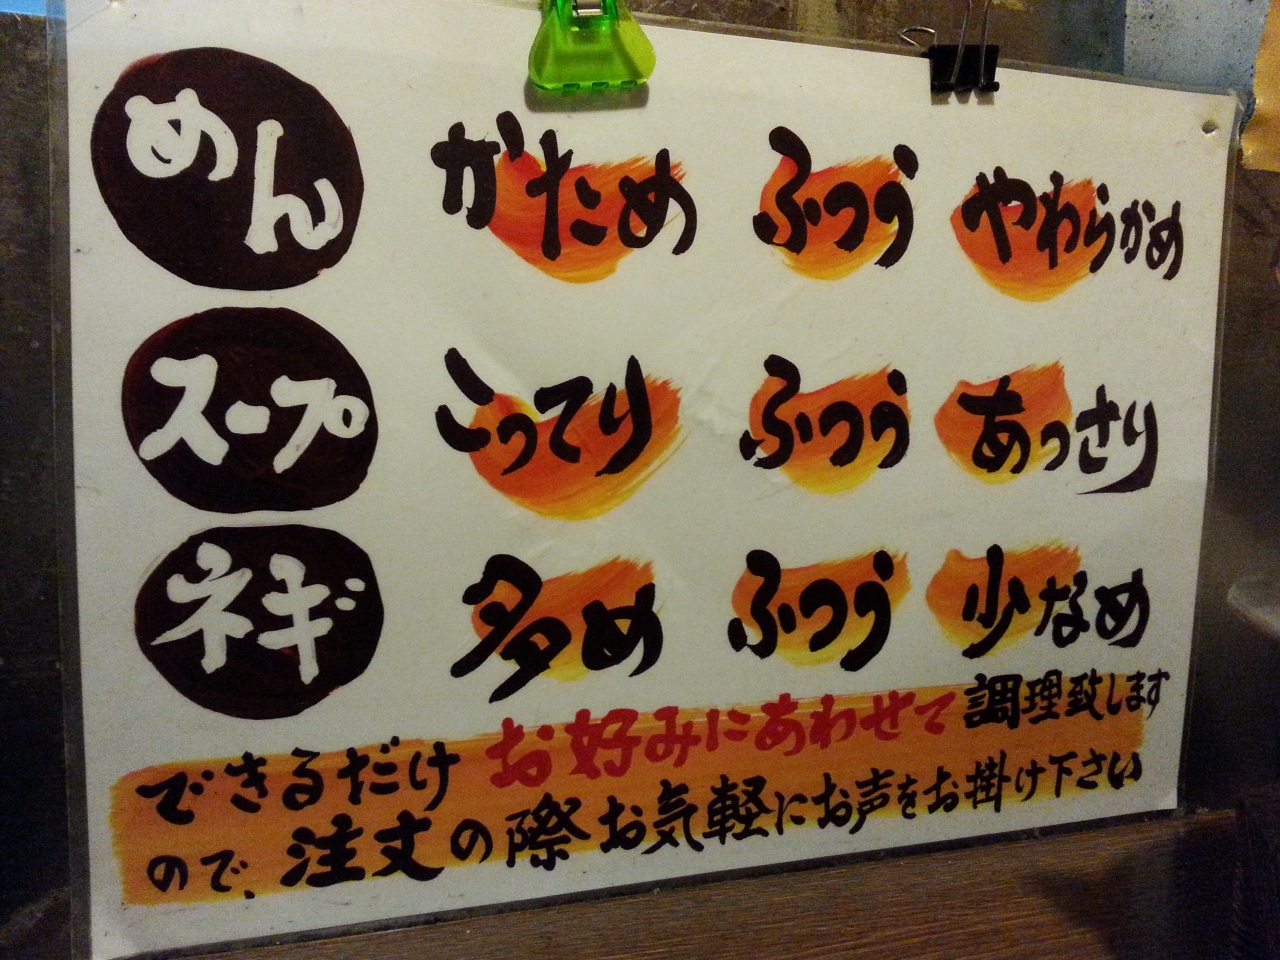 めん かため ふつう やわらかめ
スープ こってり ふつう あっさり
ネギ 多め ふつう 少なめ
できるだけ お好みにあわせて 調理致します
ので、注文の際お気軽にお声をお掛け下さい